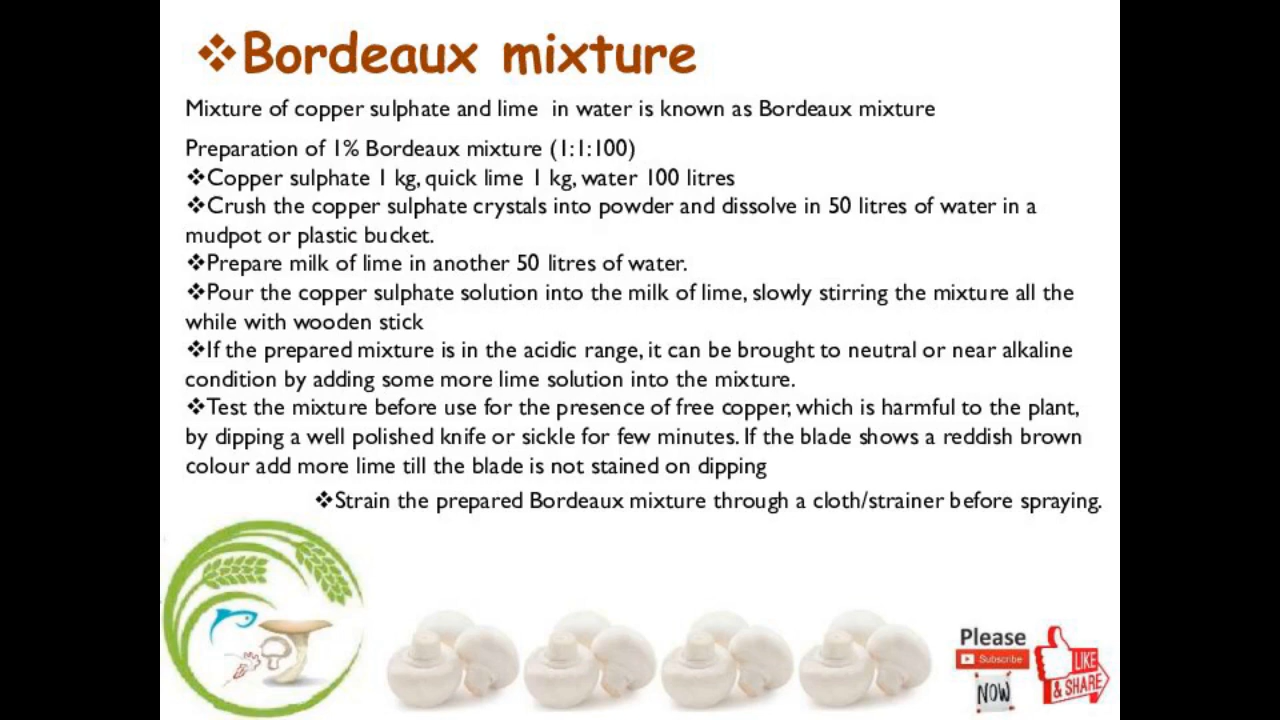 ❖Bordeaux mixture
Mixture of copper sulphate and lime in water is known as Bordeaux mixture
Preparation of 1% Bordeaux mixture (1:1:100)
❖Copper sulphate 1 kg, quick lime 1 kg, water 100 litres
❖Crush the copper sulphate crystals into powder and dissolve in 50 litres of water in a
mudpot or plastic bucket.
❖Prepare milk of lime in another 50 litres of water.
❖Pour the copper sulphate solution into the milk of lime, slowly stirring the mixture all the
while with wooden stick
❖If the prepared mixture is in the acidic range, it can be brought to neutral or near alkaline
condition by adding some more lime solution into the mixture.
❖Test the mixture before use for the presence of free copper, which is harmful to the plant,
by dipping a well polished knife or sickle for few minutes. If the blade shows a reddish brown
colour add more lime till the blade is not stained on dipping
❖Strain the prepared Bordeaux mixture through a cloth/strainer before spraying.
Please
Subscribe
NOW
LIKE
& SHARE